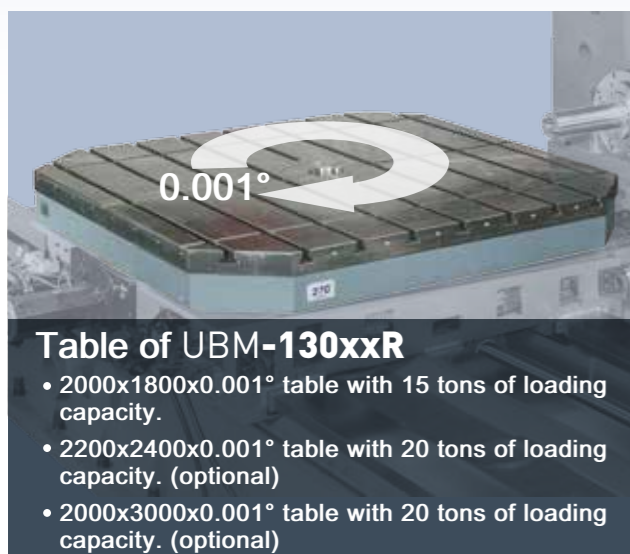 0.001°
270
Table of UBM-130xxR
• 2000x1800x0.001° table with 15 tons of loading
capacity.
• 2200x2400x0.001° table with 20 tons of loading
capacity. (optional)
• 2000x3000x0.001° table with 20 tons of loading
capacity. (optional)